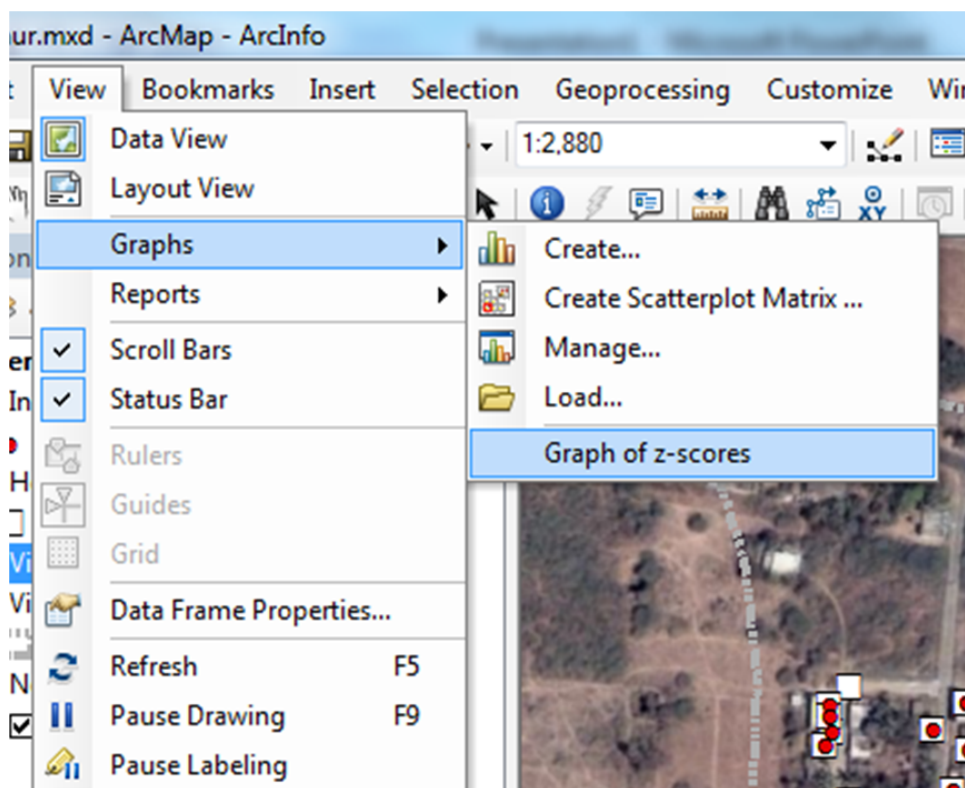 ur.mxd - ArcMap - ArcInfo
View Bookmarks Insert Selection Geoprocessing Customize
1:2,880
Data View
Layout View
Graphs
Reports
Scroll Bars
Status Bar
Rulers
Guides
Grid
Data Frame Properties...
Refresh F5
Pause Drawing F9
Pause Labeling
XY
Create...
Create Scatterplot Matrix ...
Manage...
Load...
Graph of z-scores